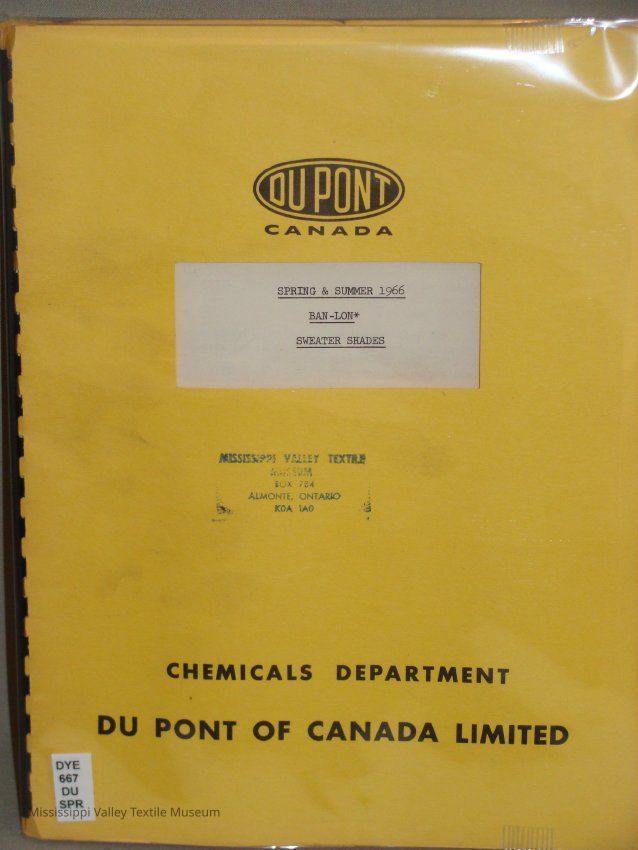 DU PONT
CANADA
SPRING & SUMMER 1966
BAN-LON*
SWEATER SHADES
MISSISSIPPI VALLEY TEXTILE
MUSEUM
BOX 784
ALMONTE, ONTARIO
K0A 1A0
CHEMICALS DEPARTMENT
DU PONT OF CANADA LIMITED
DYE
667
DU
SPR
Mississippi Valley Textile Museum